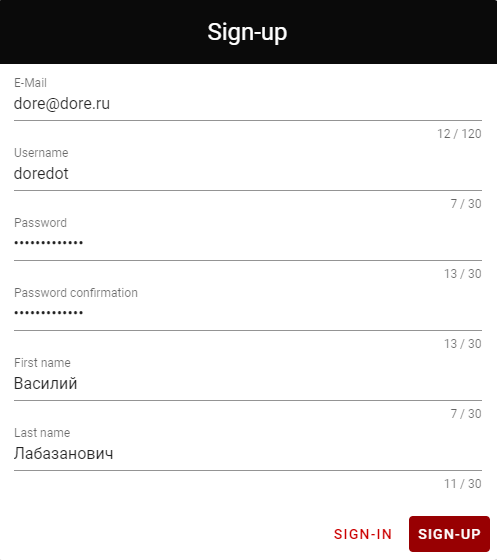 Sign-up
E-Mail
dore@dore.ru
12 / 120
Username
doredot
7 / 30
Password
•••••••••••••
13 / 30
Password confirmation
•••••••••••••
13 / 30
First name
Василий
7 / 30
Last name
Лабазанович
11 / 30
SIGN-IN SIGN-UP